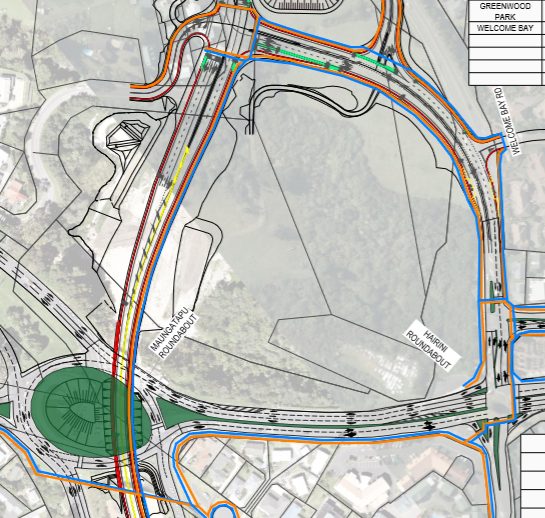 GREENWOOD
PARK
WELCOME BAY
WELCOME BAY RD
MAUNGATAPU
ROUNDABOUT
HAIRINI
ROUNDABOUT